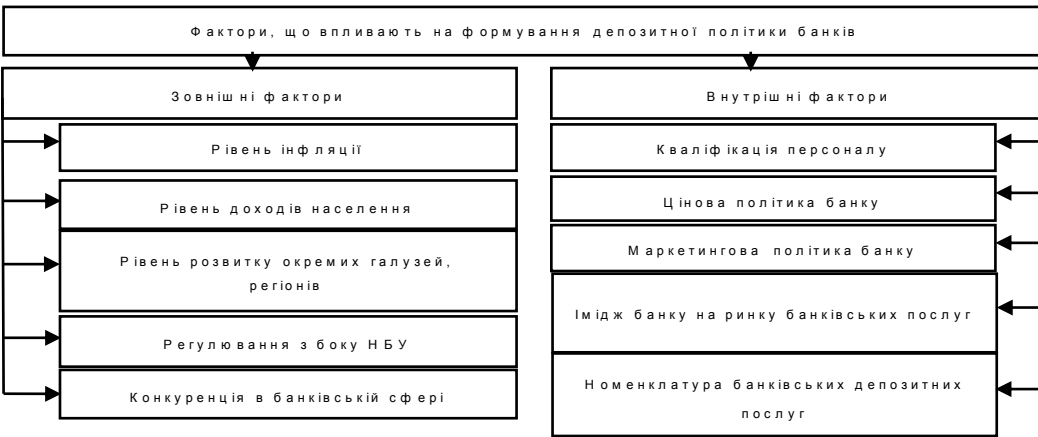 Фактори, що впливають на формування депозитної політики банків
Зовнішні фактори
Рівень інфляції
Рівень доходів населення
Рівень розвитку окремих галузей,
регіонів
Регулювання з боку НБУ
Конкуренція в банківській сфері
Внутрішні фактори
Кваліфікація персоналу
Цінова політика банку
Маркетингова політика банку
Імідж банку на ринку банківських послуг
Номенклатура банківських депозитних
послуг